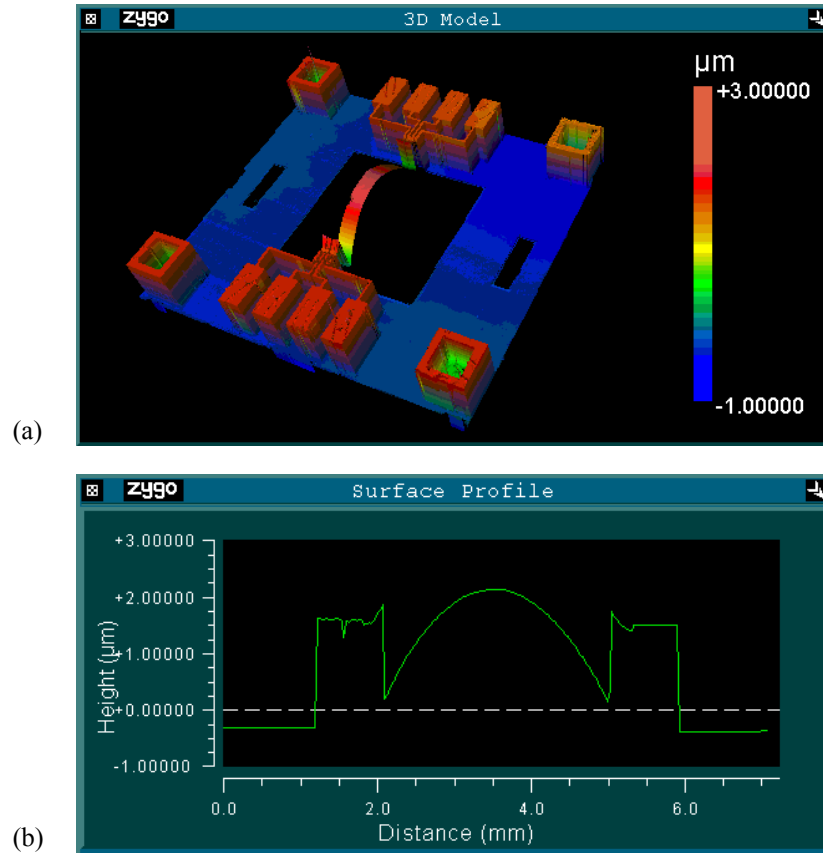 zygo 3D Model
µm
+3.00000
-1.00000
(a)
zygo Surface Profile
+3.00000
+2.00000
+1.00000
+0.00000
-1.00000
Height (µm)
0.0 2.0 4.0 6.0
Distance (mm)
(b)